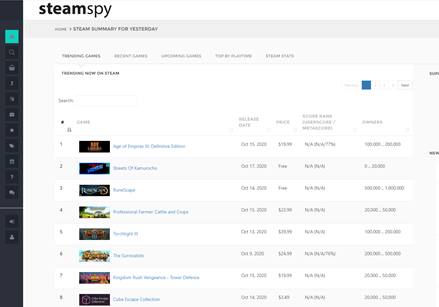 steamspy
HOME > STEAM SUMMARY FOR YESTERDAY
TRENDING GAMES RECENT GAMES UPCOMING GAMES TOP BY PLAYTIME STEAM STATS
TRENDING NOW ON STEAM
Previous 1 2 3 4 Next
Search:
# GAME RELEASE DATE PRICE SCORE RANK (USERSCORE / METASCORE) OWNERS
1 Age of Empires III: Definitive Edition Oct 15, 2020 $19.99 N/A (N/A/77%) 100,000 .. 200,000
2 Streets Of Kamurocho Oct 17, 2020 Free N/A (N/A) 0 .. 20,000
3 RuneScape Oct 14, 2020 Free N/A (N/A) 500,000 .. 1,000,000
4 Professional Farmer: Cattle and Crops Oct 15, 2020 $22.99 N/A (N/A) 20,000 .. 50,000
5 Torchlight III Oct 13, 2020 $39.99 N/A (N/A) 100,000 .. 200,000
6 The Survivalists Oct 9, 2020 $24.99 N/A (N/A/76%) 200,000 .. 500,000
7 Kingdom Rush Vengeance - Tower Defense Oct 15, 2020 $19.99 N/A (N/A) 20,000 .. 50,000
8 Cube Escape Collection Oct 14, 2020 $3.49 N/A (N/A) 20,000 .. 50,000